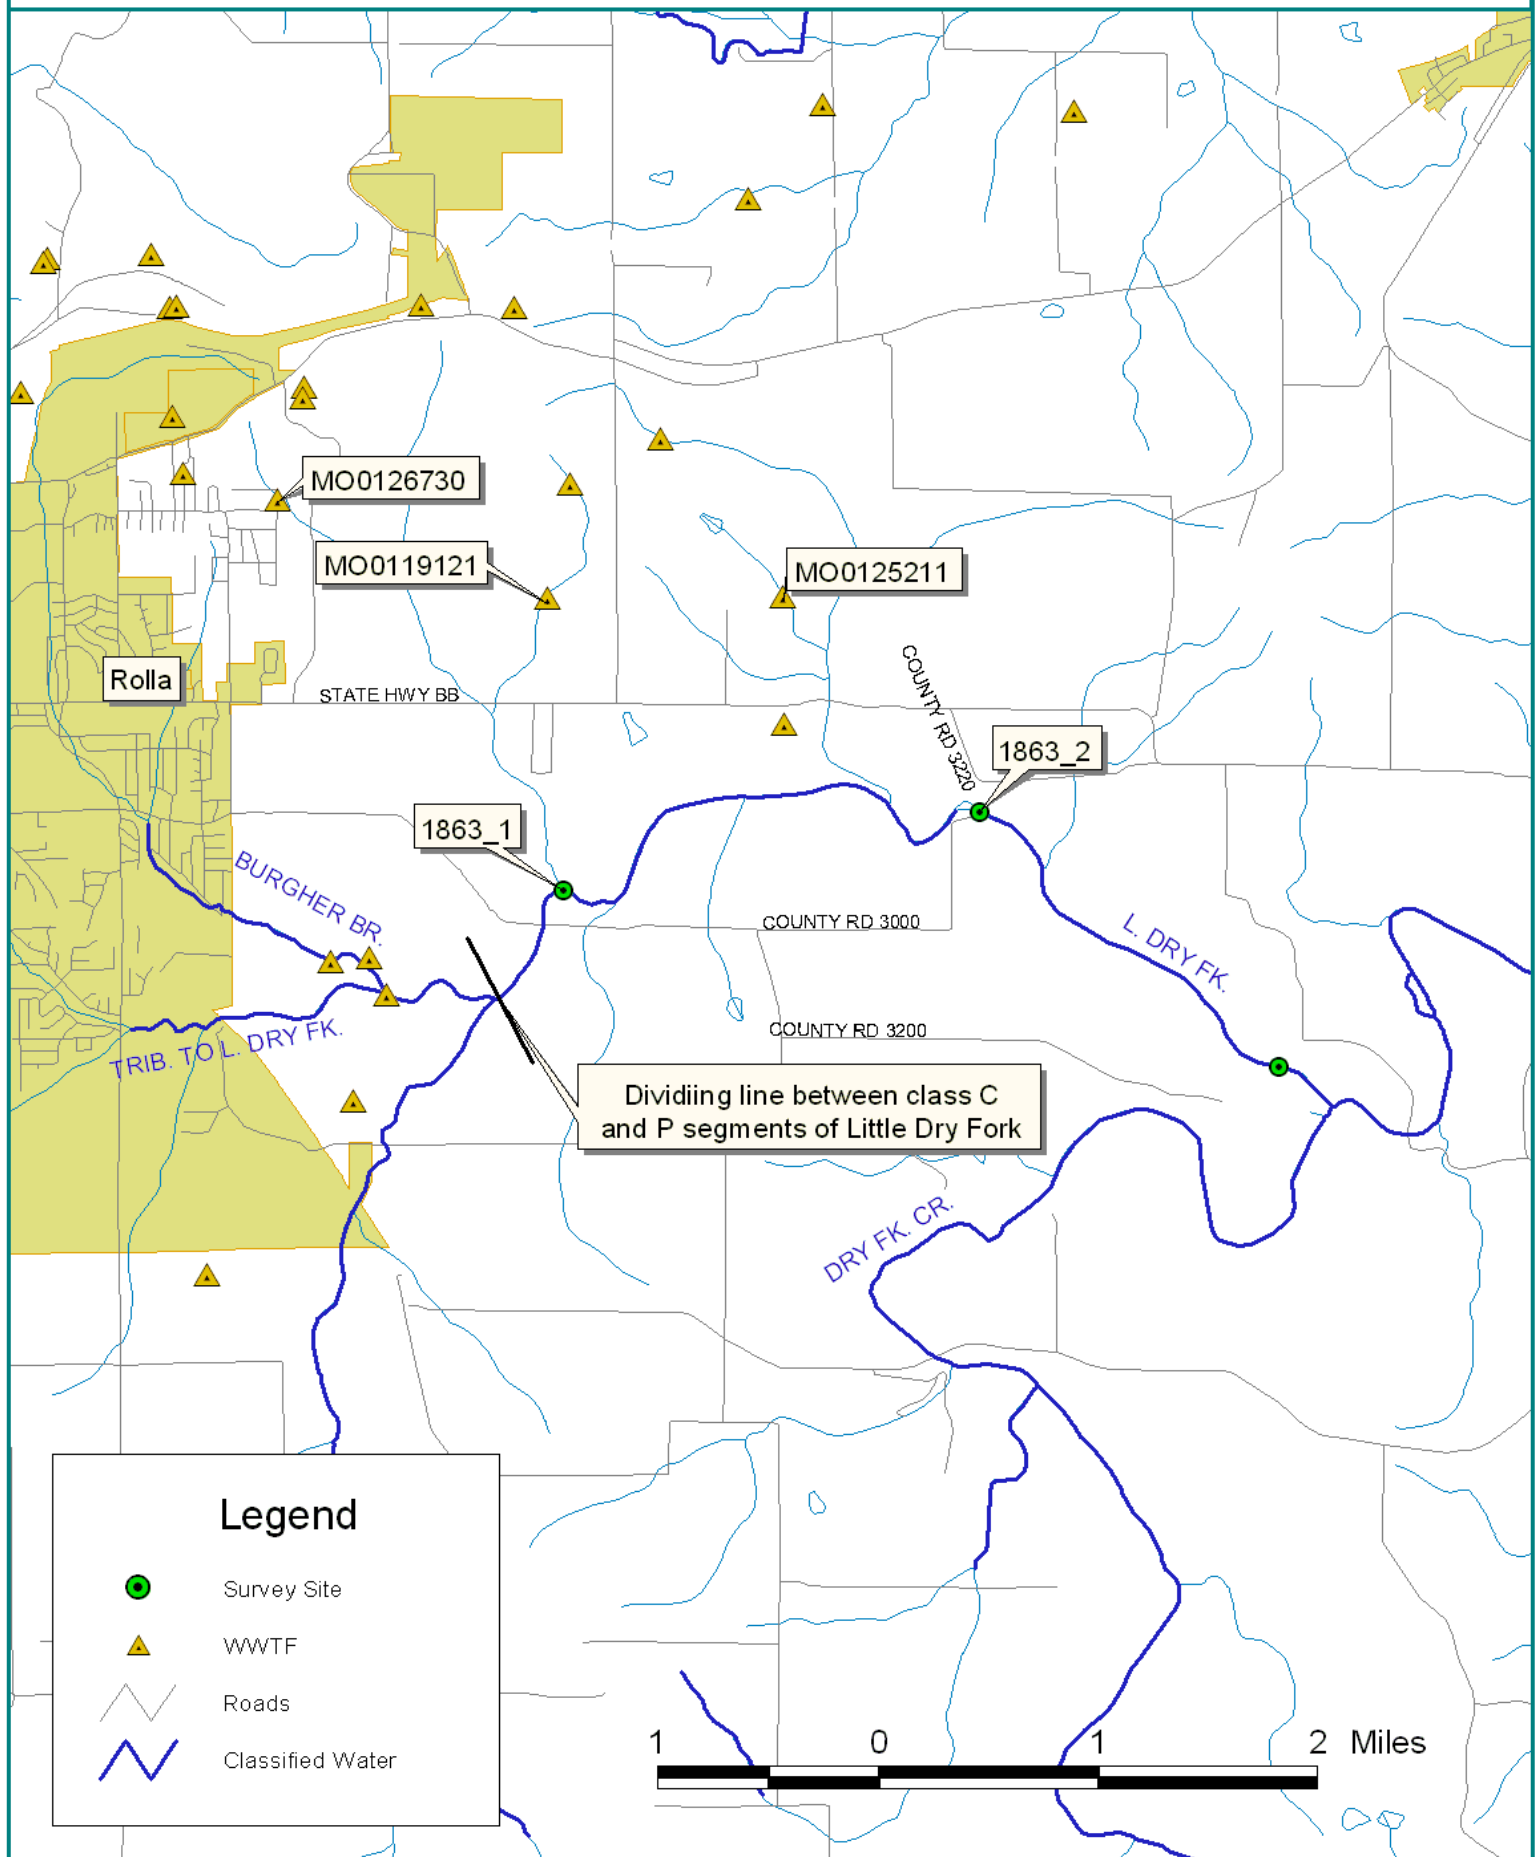 MO0126730
MO0119121
MO0125211
Rolla
STATE HWY BB
COUNTY RD 3220
1863_2
1863_1
BURGHER BR.
COUNTY RD 3000
L. DRY FK.
TRIB. TO L. DRY FK.
COUNTY RD 3200
Dividiing line between class C
and P segments of Little Dry Fork
DRY FK. CR.
Legend
Survey Site
WWTF
Roads
Classified Water
1 0 1 2 Miles